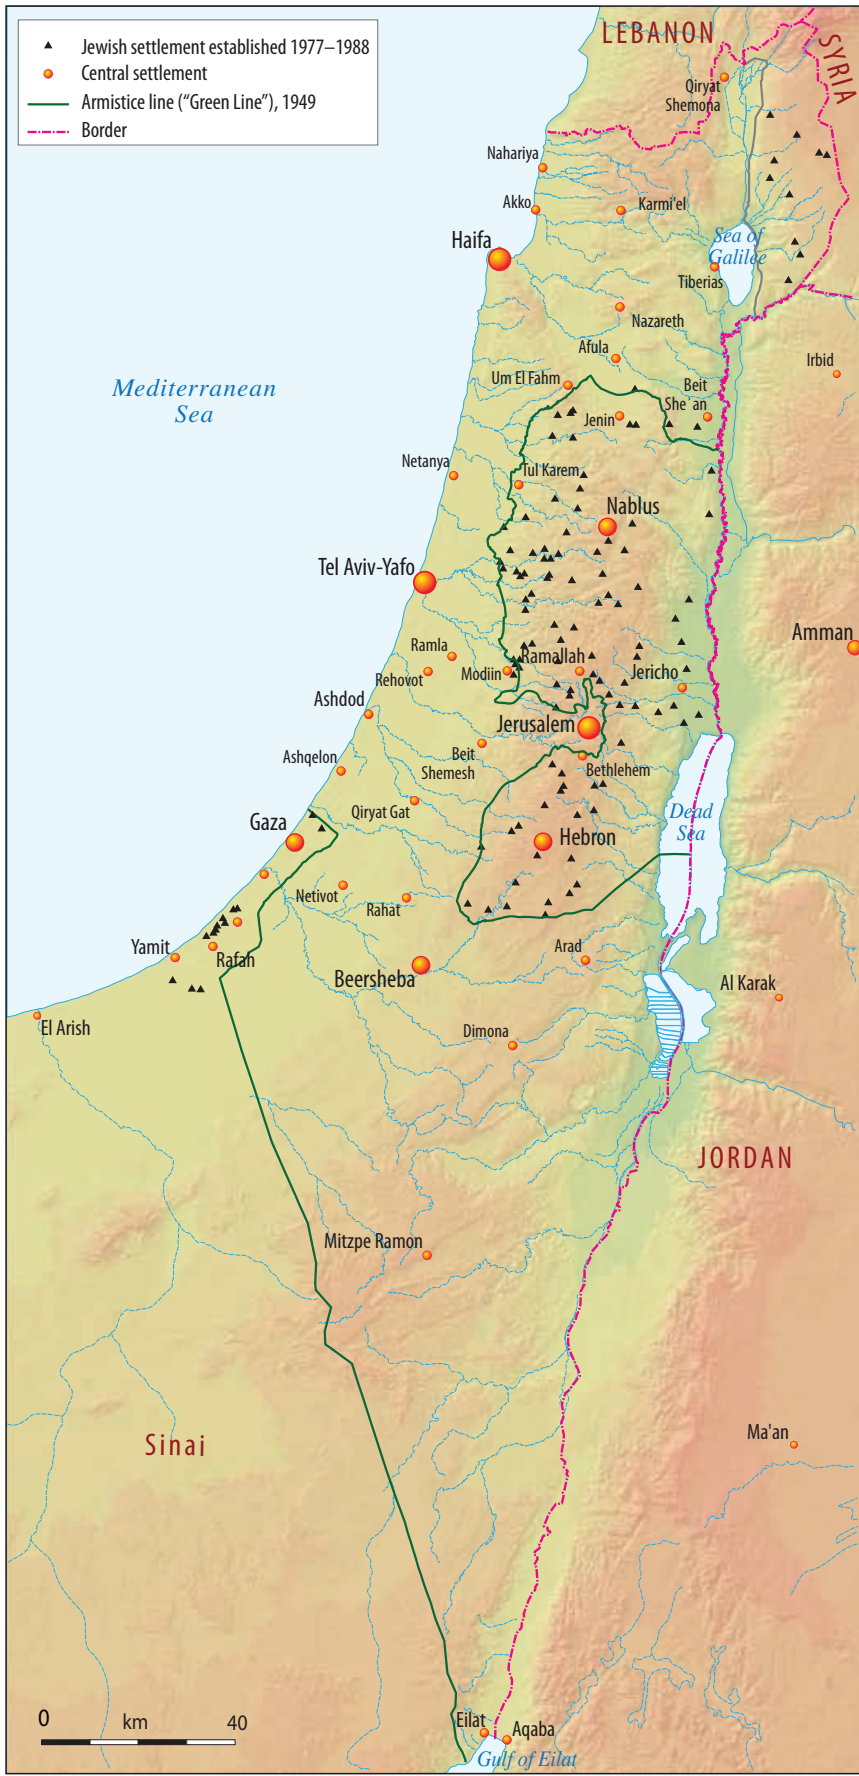 Jewish settlement established 1977–1988
Central settlement
Armistice line (“Green Line”), 1949
Border
LEBANON
SYRIA
Qiryat
Shemona
Nahariya
Akko
Karmi'el
Haifa
Sea of
Galilee
Tiberias
Nazareth
Afula
Irbid
Um El Fahm
Beit
She´an
Mediterranean
Sea
Jenin
Netanya
Tul Karem
Nablus
Tel Aviv-Yafo
Amman
Ramla
Ramallah
Rehovot
Modiin
Jericho
Ashdod
Jerusalem
Ashqelon
Beit
Shemesh
Bethlehem
Qiryat Gat
Dead
Sea
Gaza
Hebron
Netivot
Rahat
Yamit
Rafah
Arad
Beersheba
Al Karak
El Arish
Dimona
JORDAN
Mitzpe Ramon
Sinai
Ma'an
0 km 40
Eilat
Aqaba
Gulf of Eilat